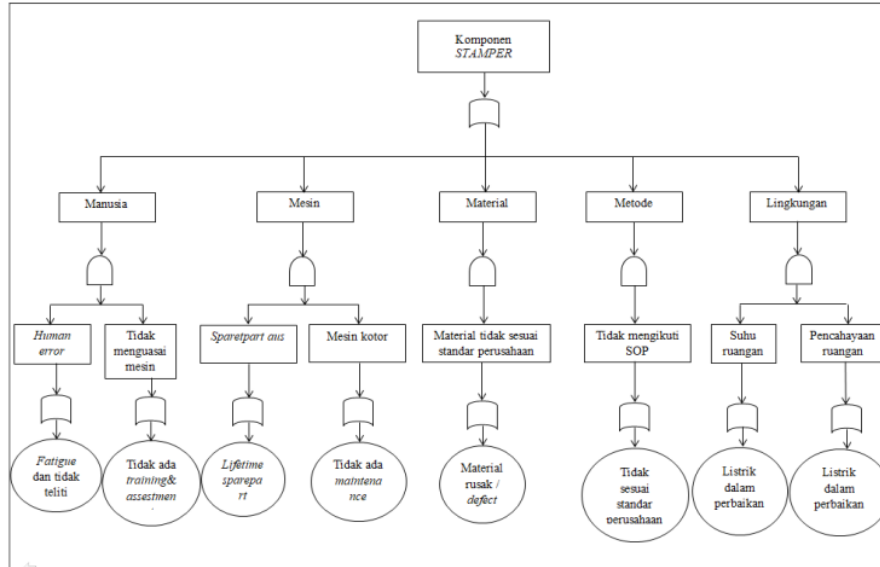 Komponen
STAMPER
Manusia
Mesin
Material
Metode
Lingkungan
Human
error
Tidak
menguasai
mesin
Sparetpart aus
Mesin kotor
Material tidak sesuai
standar perusahaan
Tidak mengikuti
SOP
Suhu
ruangan
Pencahayaan
ruangan
Fatigue
dan tidak
teliti
Tidak ada
training&
assestmen
Lifetime
sparepa
rt
Tidak ada
maintena
nce
Material
rusak /
defect
Tidak
sesuai
standar
perusahaan
Listrik
dalam
perbaikan
Listrik
dalam
perbaikan